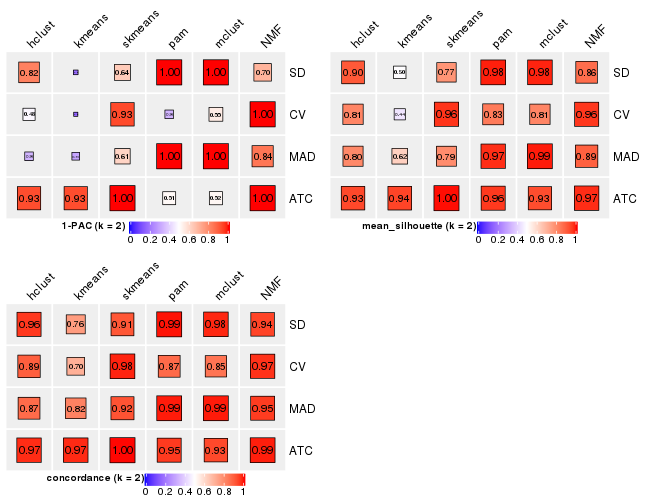 hclust kmeans skmeans pam mclust NMF
0.82 0.64 1.00 1.00 0.70 SD
0.48 0.93 0.55 1.00 CV
0.61 1.00 1.00 0.84 MAD
0.93 0.93 1.00 0.51 0.52 1.00 ATC
1-PAC (k = 2)
0 0.2 0.4 0.6 0.8 1
hclust kmeans skmeans pam mclust NMF
0.90 0.50 0.77 0.98 0.98 0.86 SD
0.81 0.44 0.96 0.83 0.81 0.95 CV
0.80 0.62 0.79 0.97 0.99 0.89 MAD
0.93 0.94 1.00 0.96 0.93 0.97 ATC
mean_silhouette (k = 2)
0 0.2 0.4 0.6 0.8 1
hclust kmeans skmeans pam mclust NMF
0.96 0.76 0.91 0.99 0.98 0.94 SD
0.89 0.70 0.98 0.87 0.85 0.97 CV
0.87 0.82 0.92 0.99 0.99 0.95 MAD
0.97 0.97 1.00 0.95 0.93 0.99 ATC
concordance (k = 2)
0 0.2 0.4 0.6 0.8 1